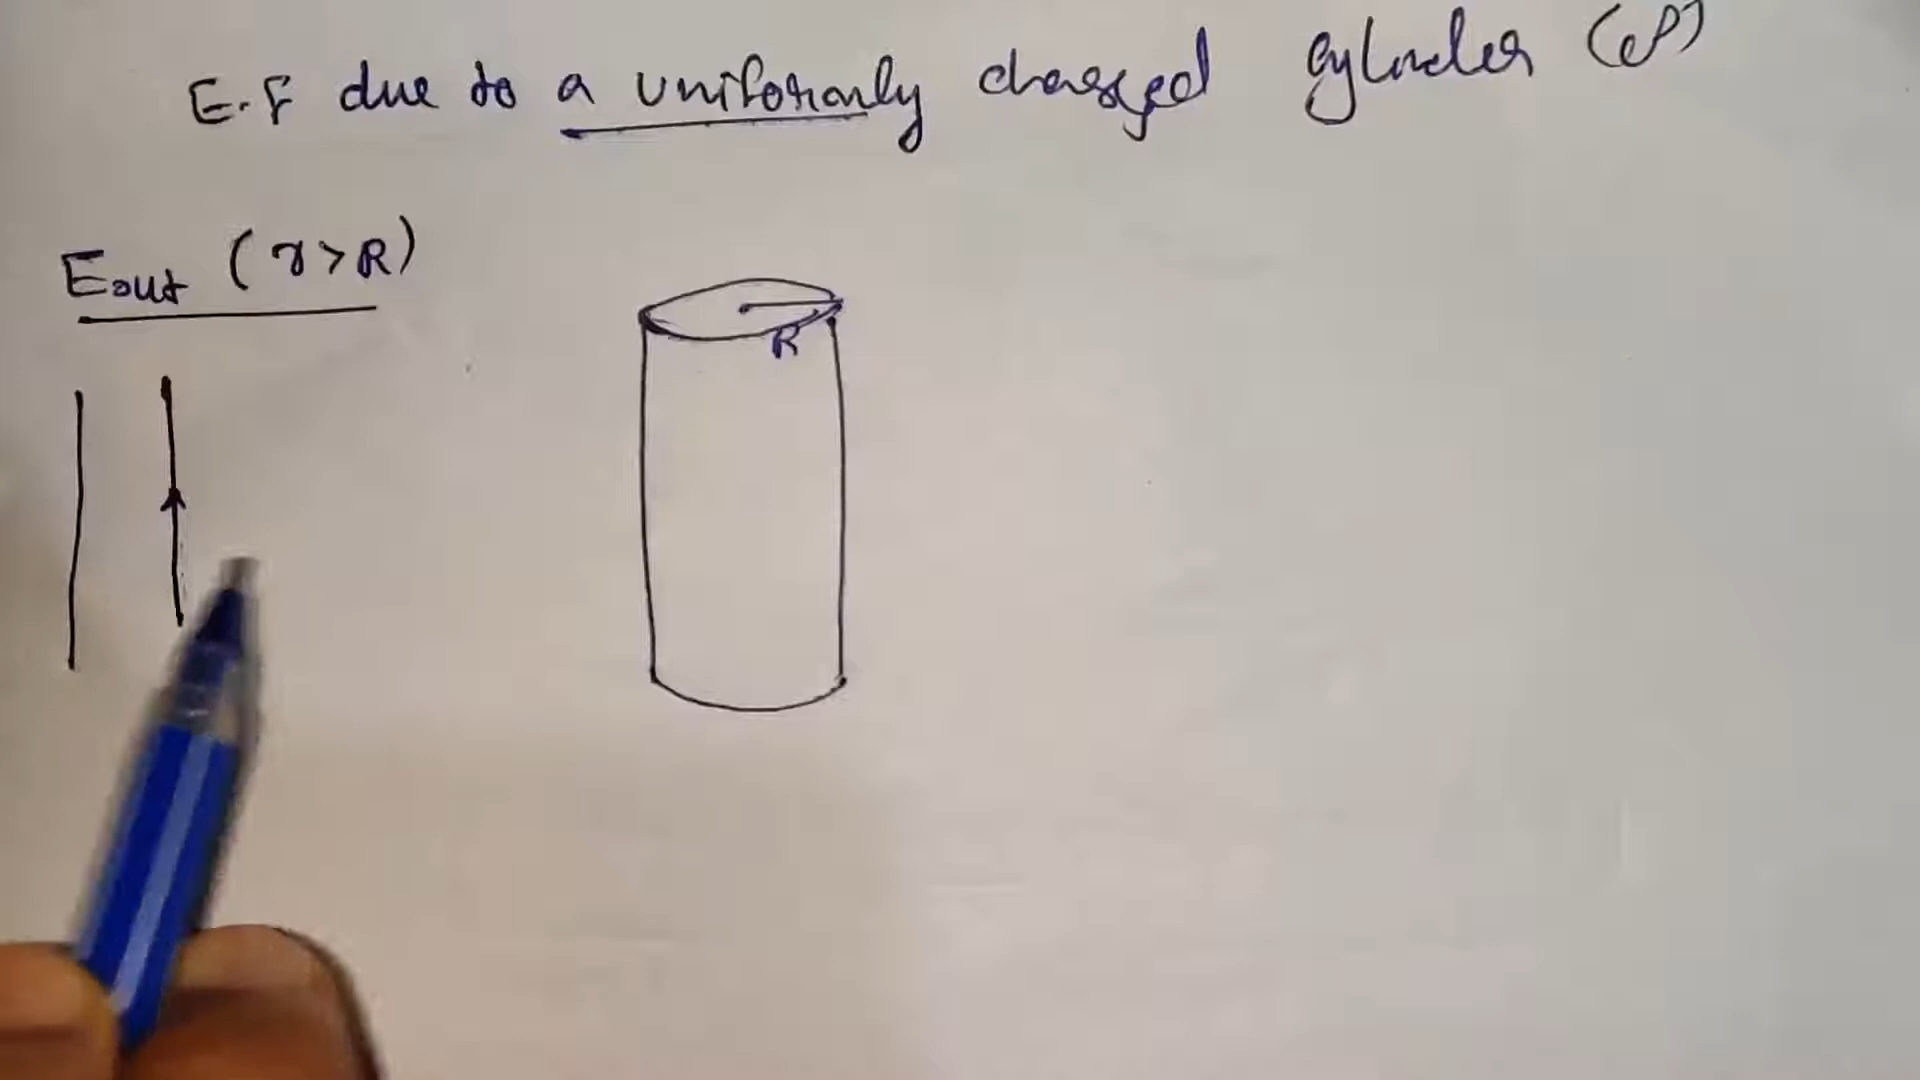 E.F due to a uniformly charged cylinder (ρ)
Eout (r>R)
R